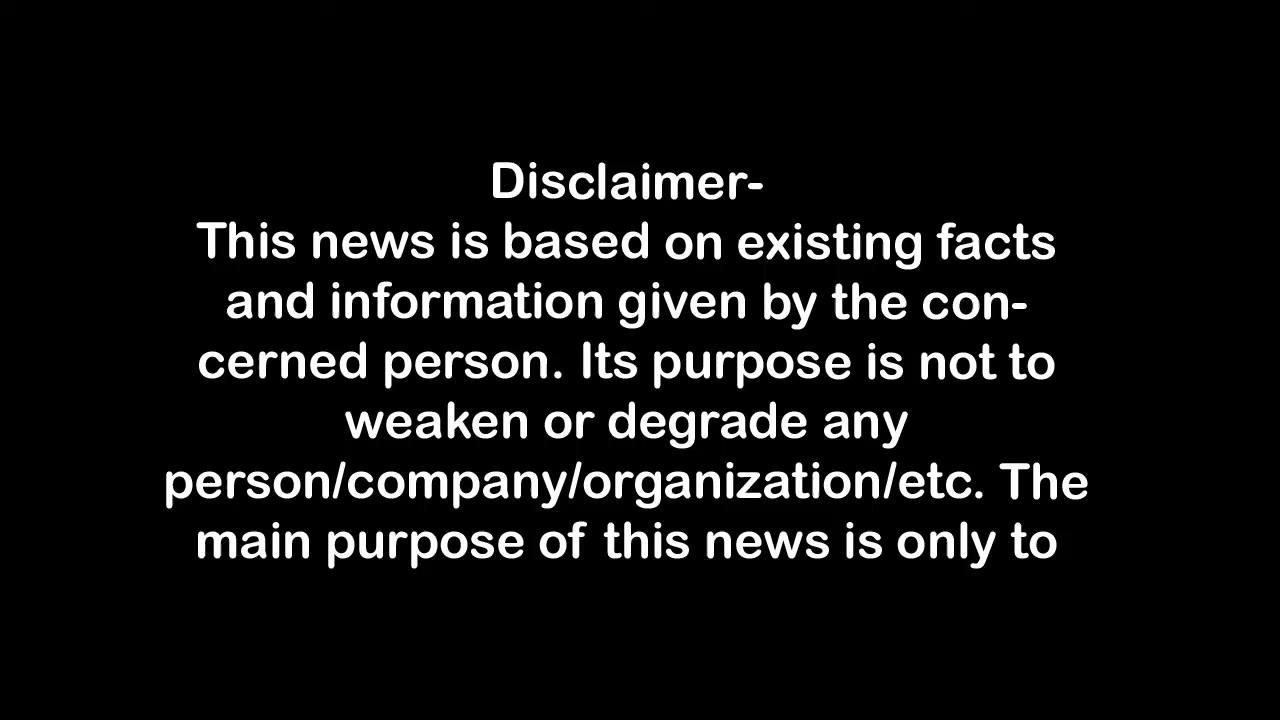 Disclaimer-
This news is based on existing facts
and information given by the con-
cerned person. Its purpose is not to
weaken or degrade any
person/company/organization/etc. The
main purpose of this news is only to